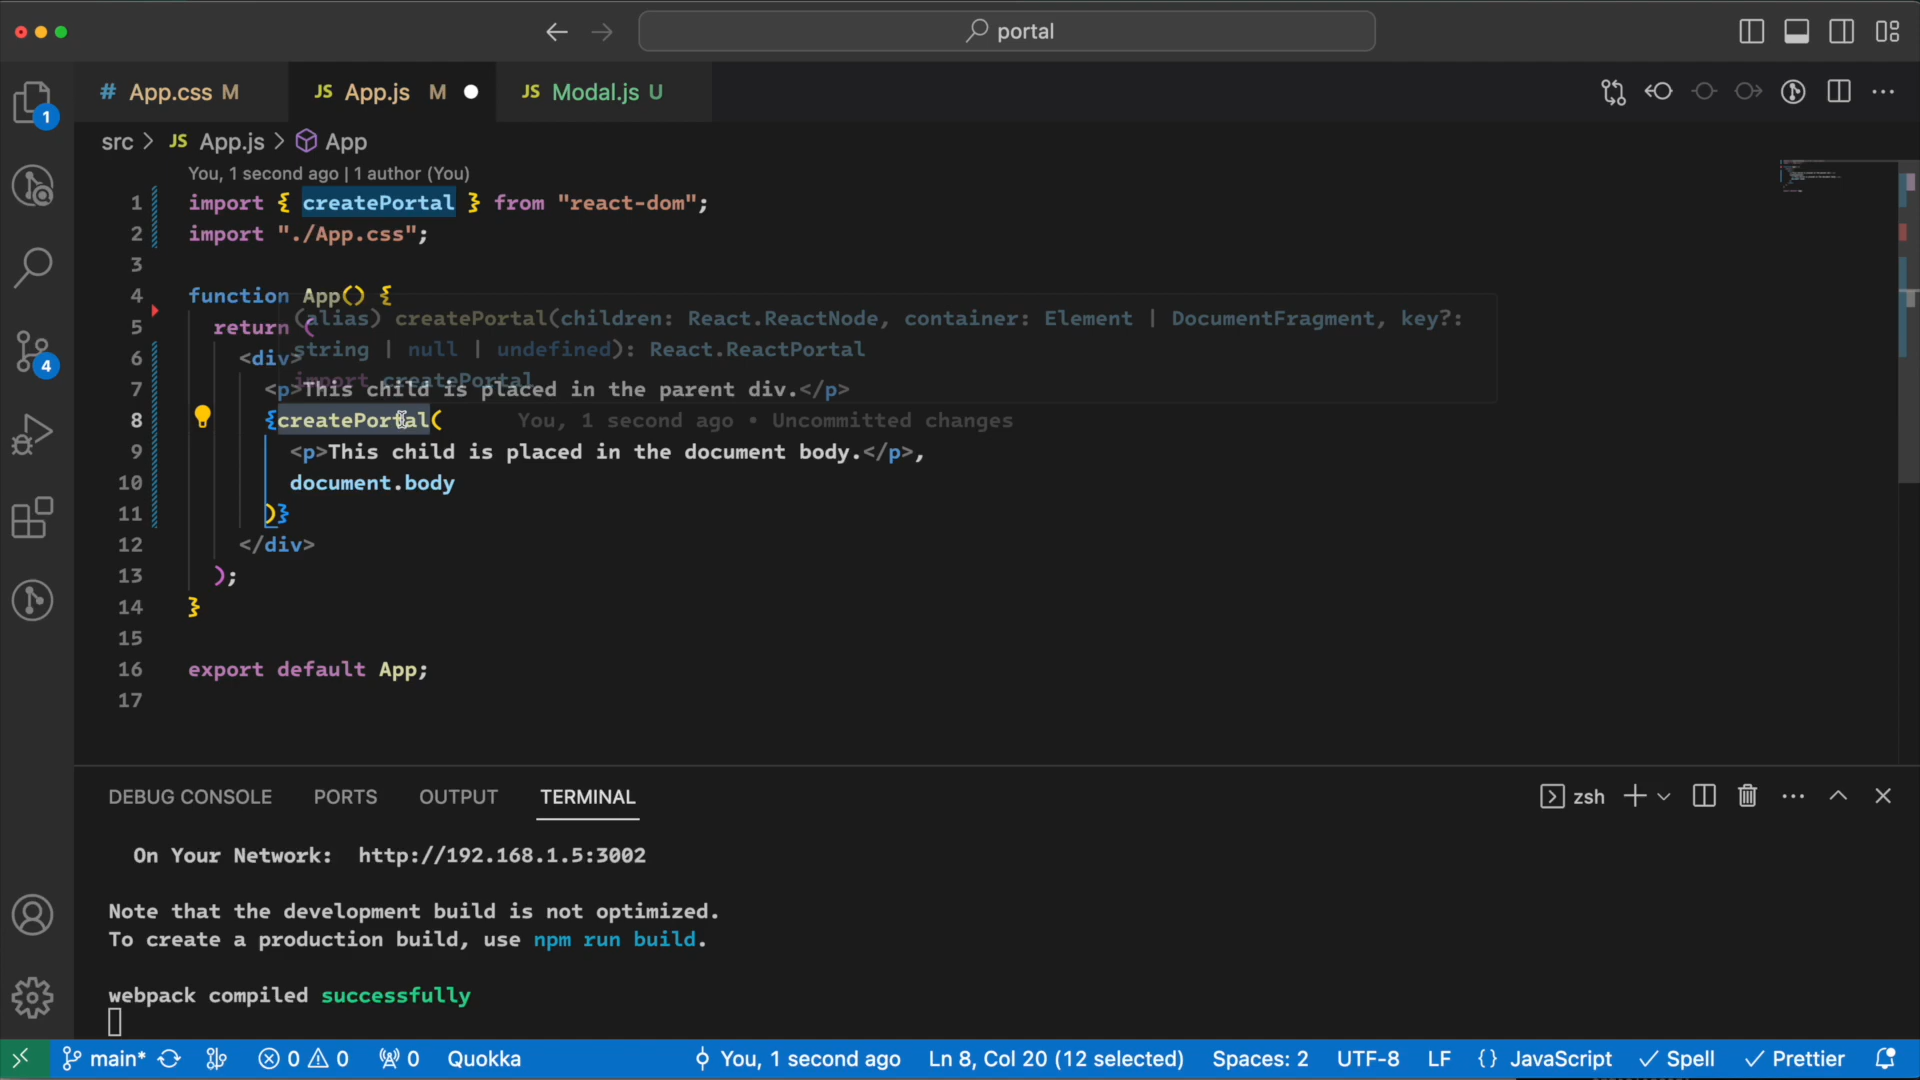 portal
# App.css M
JS App.js M
JS Modal.js U
1
src > JS App.js > App
You, 1 second ago | 1 author (You)
1 import { createPortal } from "react-dom";
2 import "./App.css";
3
4 function App() {
(alias) createPortal(children: React.ReactNode, container: Element | DocumentFragment, key?:
5 return (
string | null | undefined): React.ReactPortal
6 <div>
import createPortal
7 <p>This child is placed in the parent div.</p>
8 {createPortal( You, 1 second ago • Uncommitted changes
9 <p>This child is placed in the document body.</p>,
10 document.body
11 )}
12 </div>
13 );
14 }
15
16 export default App;
17
4
DEBUG CONSOLE PORTS OUTPUT TERMINAL
zsh
On Your Network: http://192.168.1.5:3002
Note that the development build is not optimized.
To create a production build, use npm run build.
webpack compiled successfully
main* 0 0 0 Quokka You, 1 second ago Ln 8, Col 20 (12 selected) Spaces: 2 UTF-8 LF {} JavaScript Spell Prettier